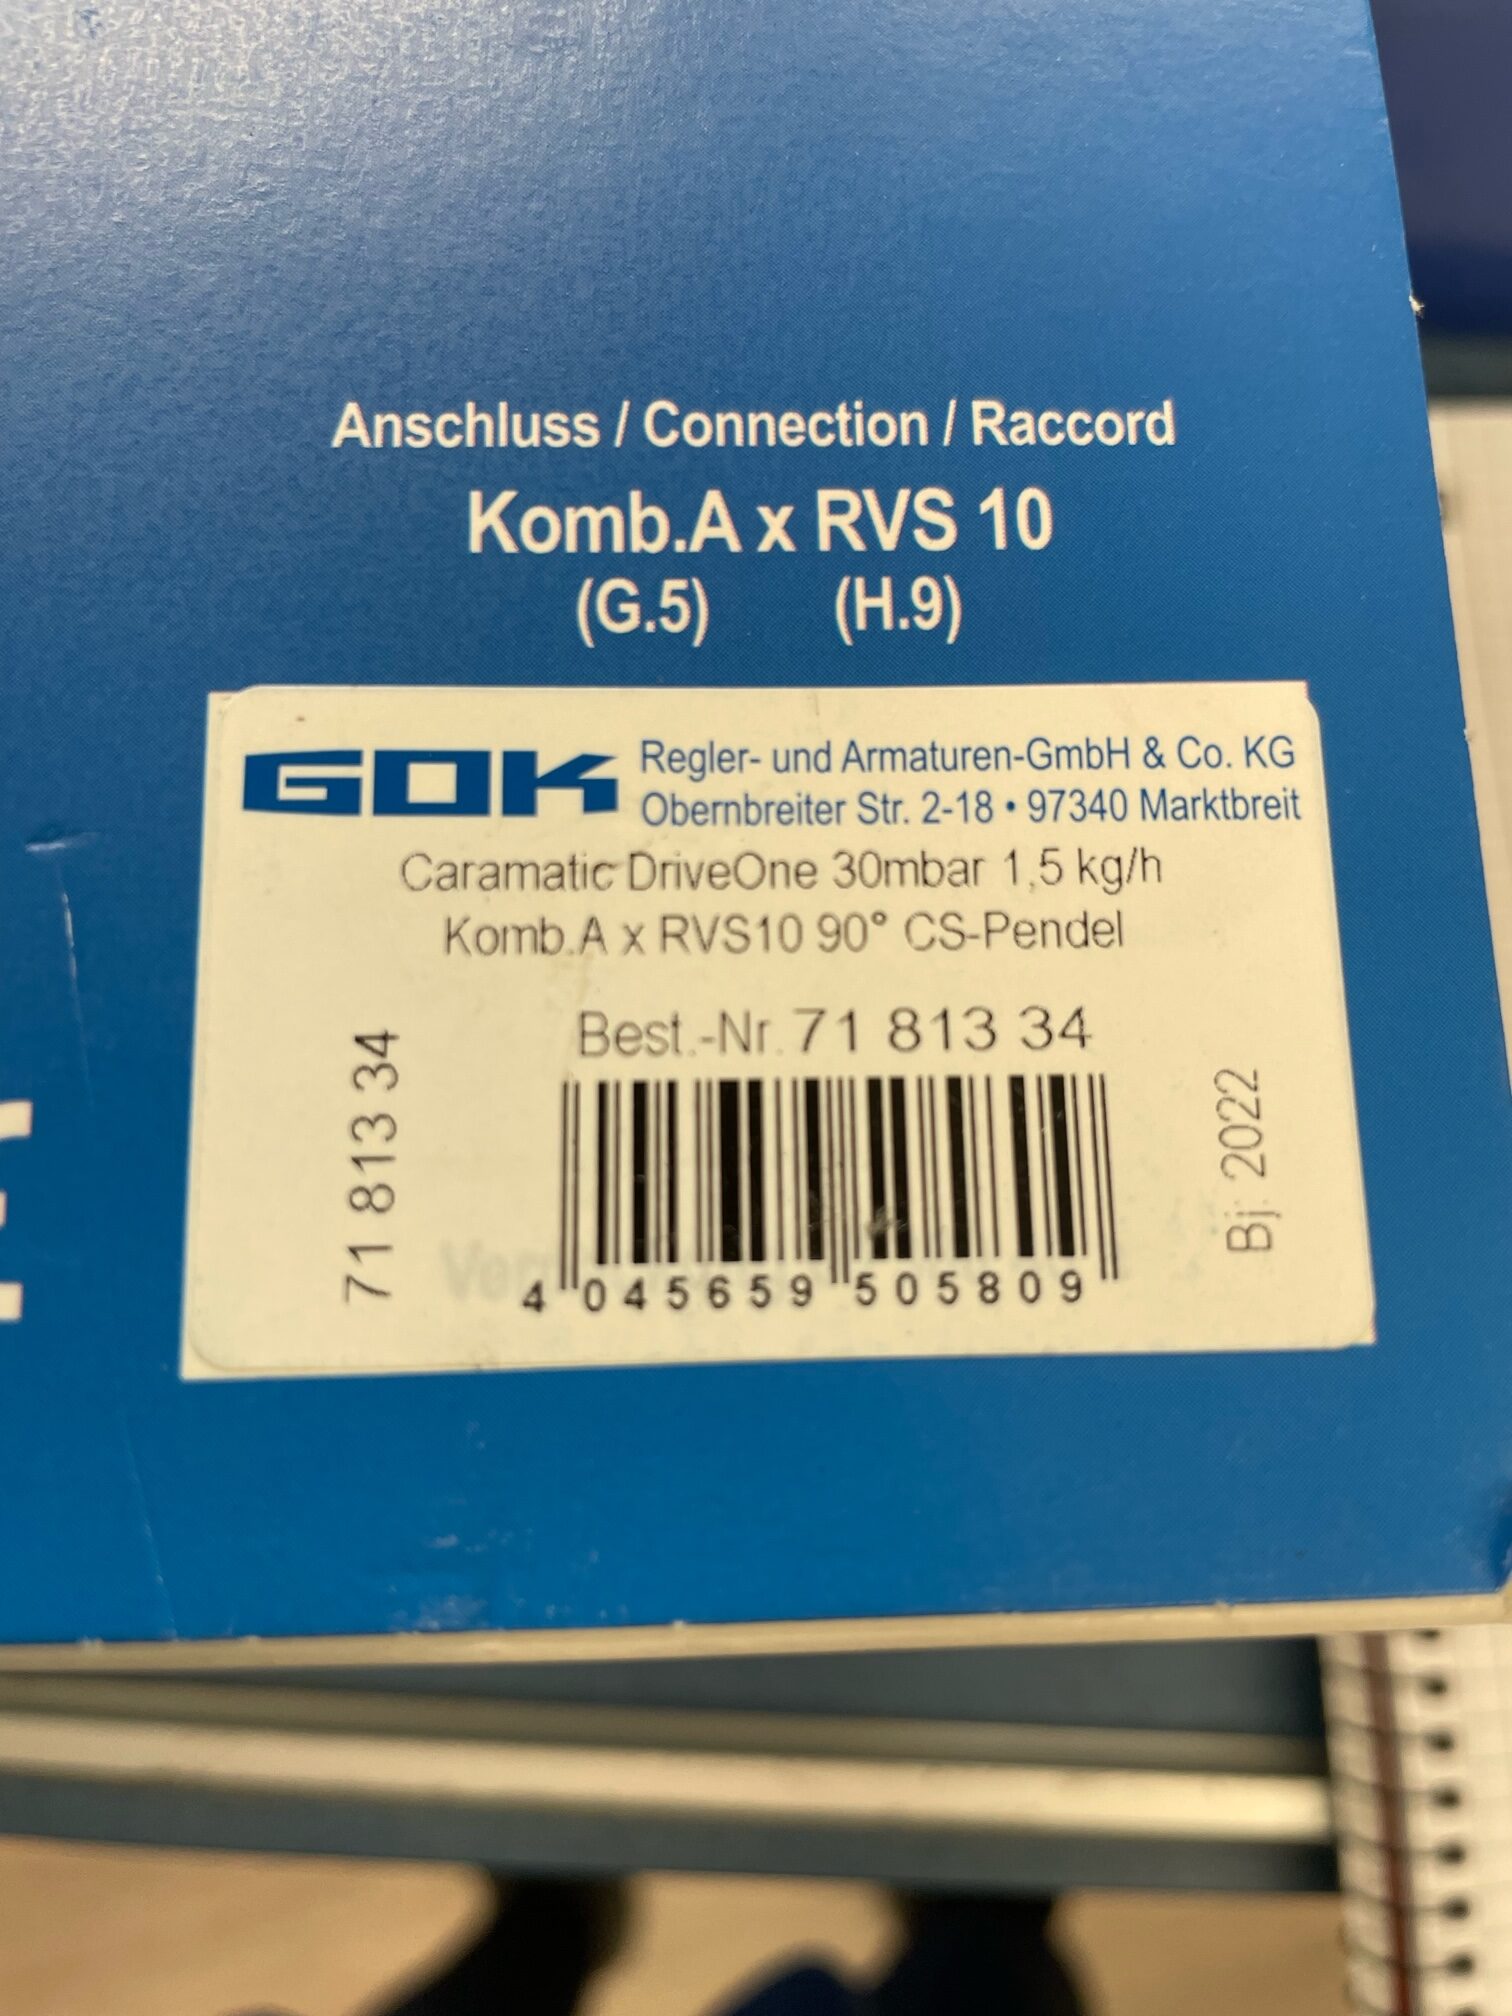 Anschluss / Connection / Raccord
Komb.A x RVS 10
(G.5) (H.9)
GOK
Regler- und Armaturen-GmbH & Co. KG
Obernbreiter Str. 2-18 • 97340 Marktbreit
Caramatic DriveOne 30mbar 1,5 kg/h
Komb.A x RVS10 90° CS-Pendel
Best.-Nr. 71 813 34
71 813 34
Bj. 2022
4 045659 505809